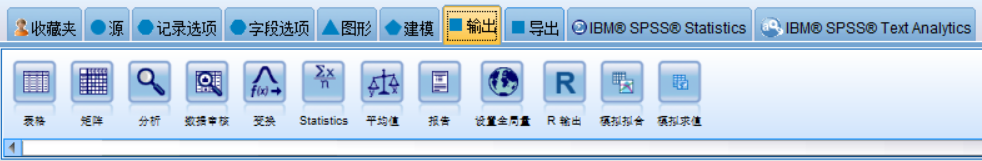 收藏夹 源 记录选项 字段选项 图形 建模 输出 导出 IBM® SPSS® Statistics IBM® SPSS® Text Analytics
f(x) Σx n R
表格 矩阵 分析 数据审核 变换 Statistics 平均值 报告 设置全局量 R 输出 模拟拟合 模拟求值